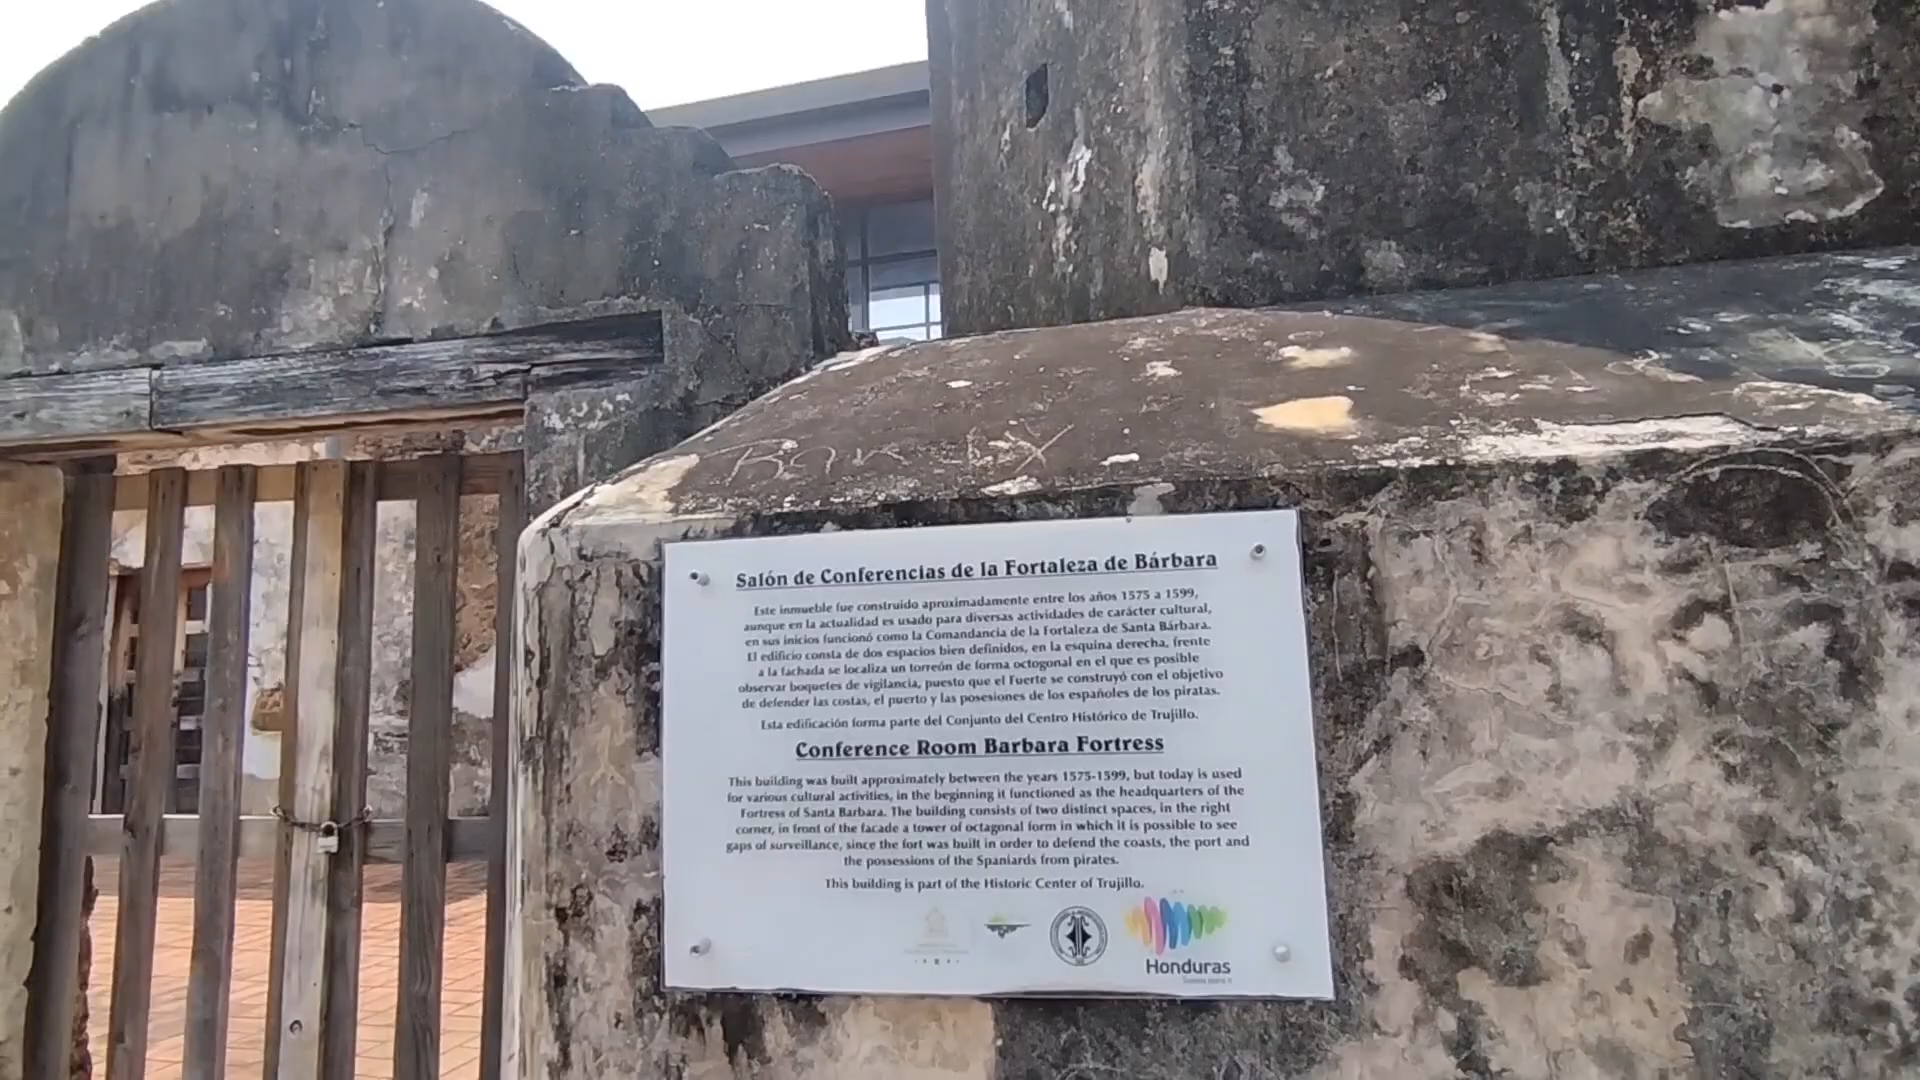 Salón de Conferencias de la Fortaleza de Bárbara
Este inmueble fue construido aproximadamente entre los años 1575 a 1599,
aunque en la actualidad es usado para diversas actividades de carácter cultural,
en sus inicios funcionó como la Comandancia de la Fortaleza de Santa Bárbara.
El edificio consta de dos espacios bien definidos, en la esquina derecha, frente
a la fachada se localiza un torreón de forma octogonal en el que es posible
observar boquetes de vigilancia, puesto que el fuerte se construyó con el objetivo
de defender las costas, el puerto y las posesiones de los españoles de los piratas.
Esta edificación forma parte del Conjunto del Centro Histórico de Trujillo.
Conference Room Barbara Fortress
This building was built approximately between the years 1575-1599, but today is used
for various cultural activities, in the beginning it functioned as the headquarters of the
Fortress of Santa Barbara. The building consists of two distinct spaces, in the right
corner, in front of the facade a tower of octagonal form in which it is possible to see
gaps of surveillance, since the fort was built in order to defend the coasts, the port and
the possessions of the Spaniards from pirates.
This building is part of the Historic Center of Trujillo.
Honduras